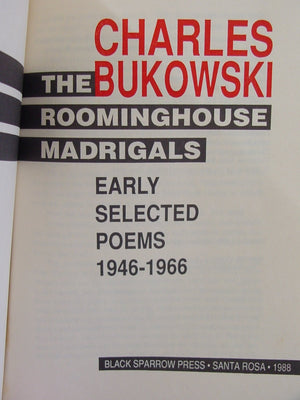 CHARLES
THE BUKOWSKI
ROOMINGHOUSE
MADRIGALS
EARLY
SELECTED
POEMS
1946-1966
BLACK SPARROW PRESS • SANTA ROSA • 1988